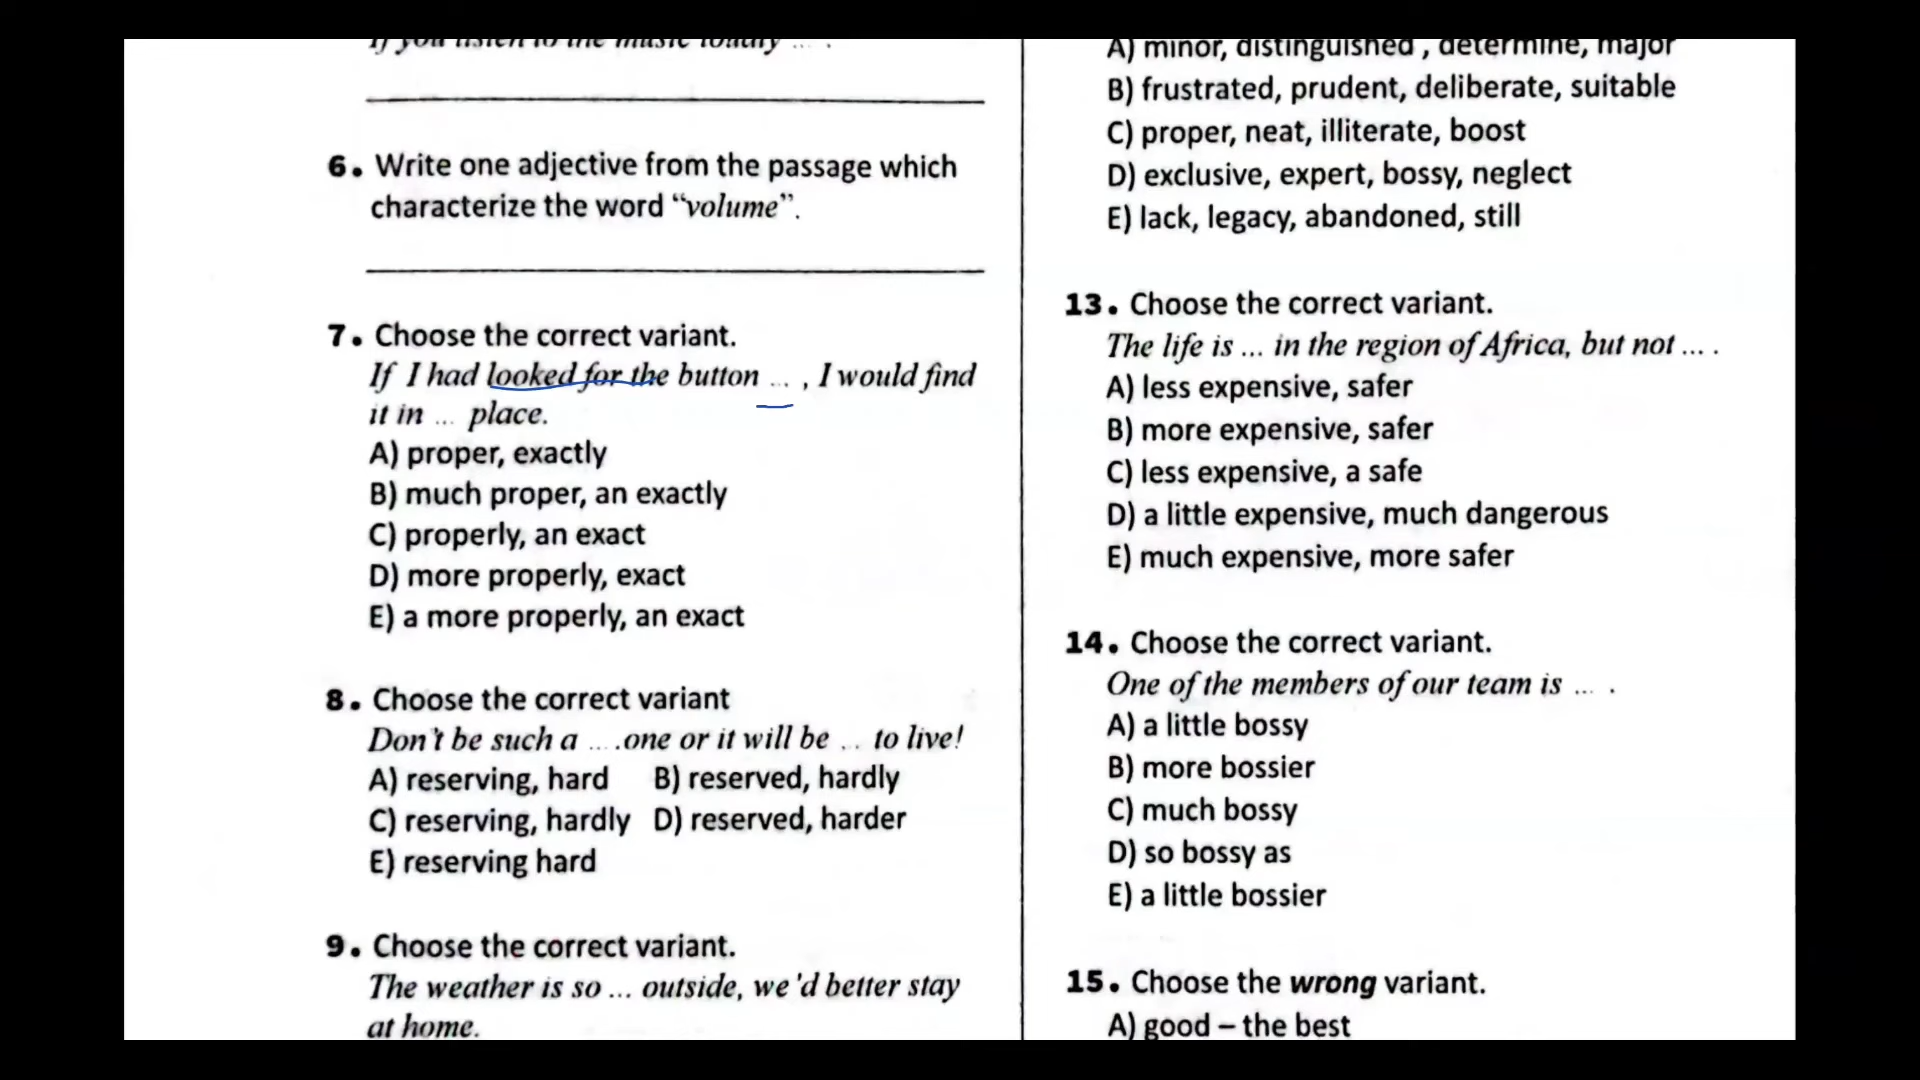 If you listen to the music loudly ... .
6. Write one adjective from the passage which
characterize the word “volume”.
7. Choose the correct variant.
If I had looked for the button ... , I would find
it in ... place.
A) proper, exactly
B) much proper, an exactly
C) properly, an exact
D) more properly, exact
E) a more properly, an exact
8. Choose the correct variant
Don't be such a ... .one or it will be ... to live!
A) reserving, hard B) reserved, hardly
C) reserving, hardly D) reserved, harder
E) reserving hard
9. Choose the correct variant.
The weather is so ... outside, we'd better stay
at home.
A) minor, distinguished , determine, major
B) frustrated, prudent, deliberate, suitable
C) proper, neat, illiterate, boost
D) exclusive, expert, bossy, neglect
E) lack, legacy, abandoned, still
13. Choose the correct variant.
The life is ... in the region of Africa, but not ... .
A) less expensive, safer
B) more expensive, safer
C) less expensive, a safe
D) a little expensive, much dangerous
E) much expensive, more safer
14. Choose the correct variant.
One of the members of our team is ... .
A) a little bossy
B) more bossier
C) much bossy
D) so bossy as
E) a little bossier
15. Choose the wrong variant.
A) good – the best